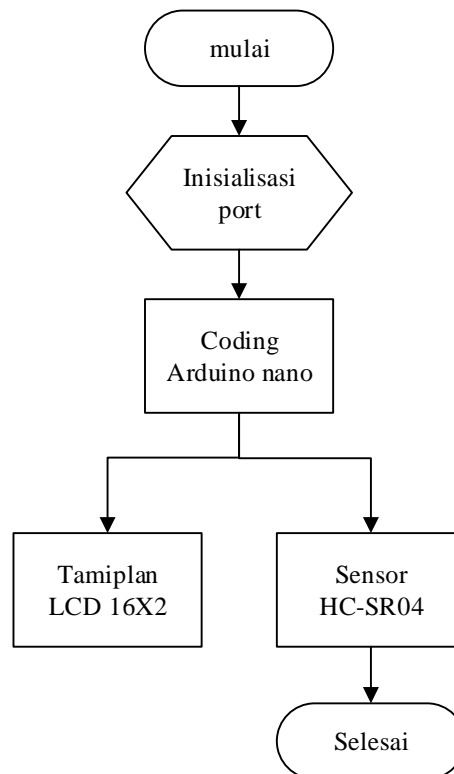 mulai
Inisialisasi
port
Coding
Arduino nano
Tamiplan
LCD 16X2
Sensor
HC-SR04
Selesai